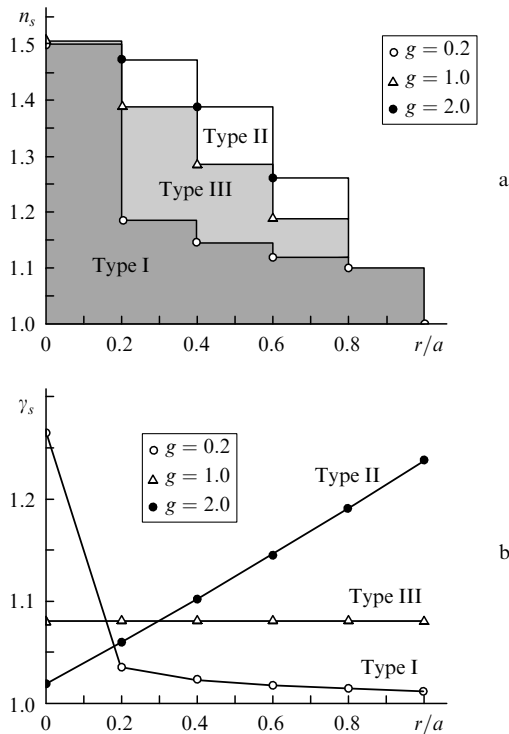 n_s
1.5
1.4
1.3
1.2
1.1
1.0
g = 0.2
g = 1.0
g = 2.0
Type II
Type III
Type I
a
0 0.2 0.4 0.6 0.8 r/a
γ_s
1.2
1.1
1.0
g = 0.2
g = 1.0
g = 2.0
Type II
Type III
Type I
b
0 0.2 0.4 0.6 0.8 r/a